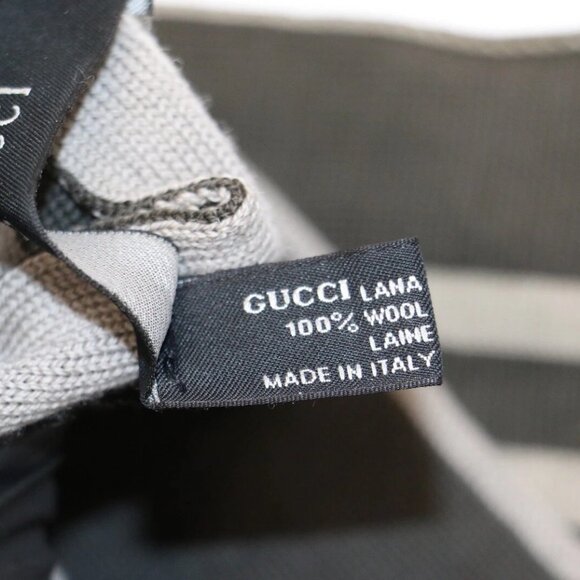 GUCCI LANA
100% WOOL
LAINE
MADE IN ITALY